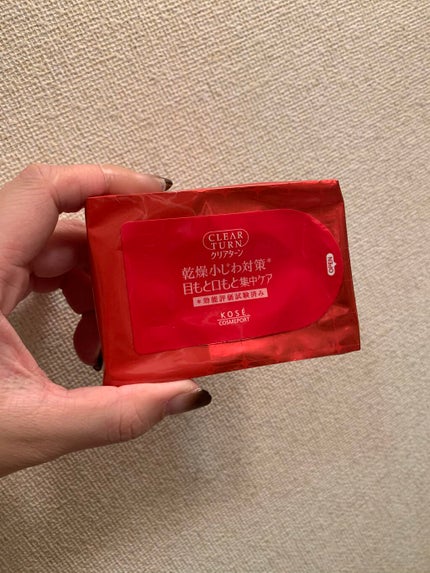 CLEAR
TURN
クリアターン
乾燥小じわ対策*
目もと口もと集中ケア
*効能評価試験済み
KOSÉ
COSMEPORT
OPEN